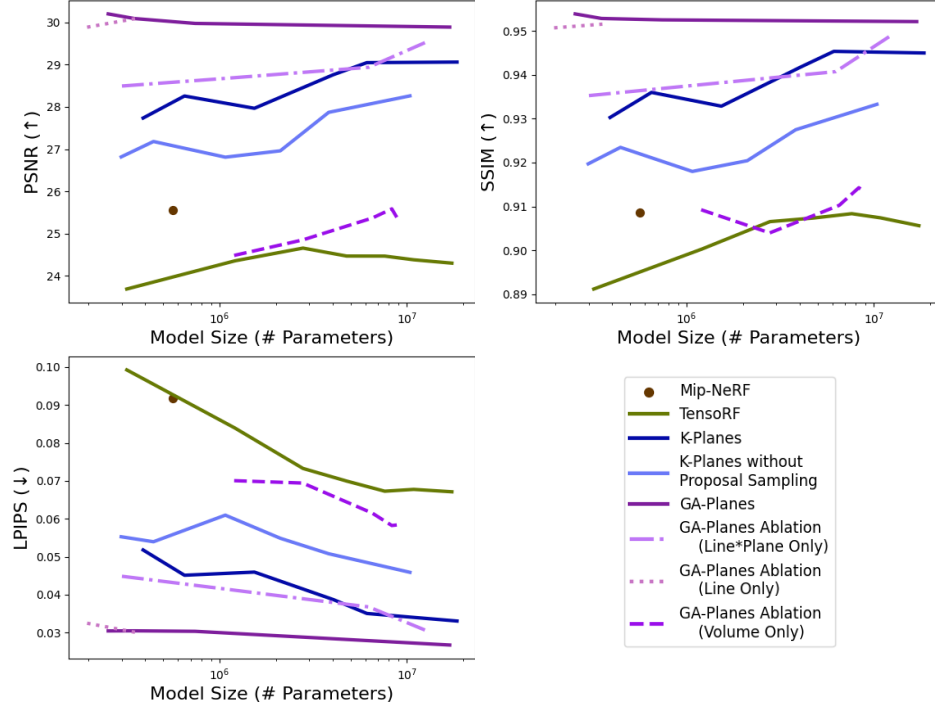 30
29
28
27
26
25
24
PSNR (↑)
10^6
10^7
Model Size (# Parameters)
0.95
0.94
0.93
0.92
0.91
0.90
0.89
SSIM (↑)
10^6
10^7
Model Size (# Parameters)
0.10
0.09
0.08
0.07
0.06
0.05
0.04
0.03
LPIPS (↓)
10^6
10^7
Model Size (# Parameters)
Mip-NeRF
TensoRF
K-Planes
K-Planes without
Proposal Sampling
GA-Planes
GA-Planes Ablation
(Line*Plane Only)
GA-Planes Ablation
(Line Only)
GA-Planes Ablation
(Volume Only)